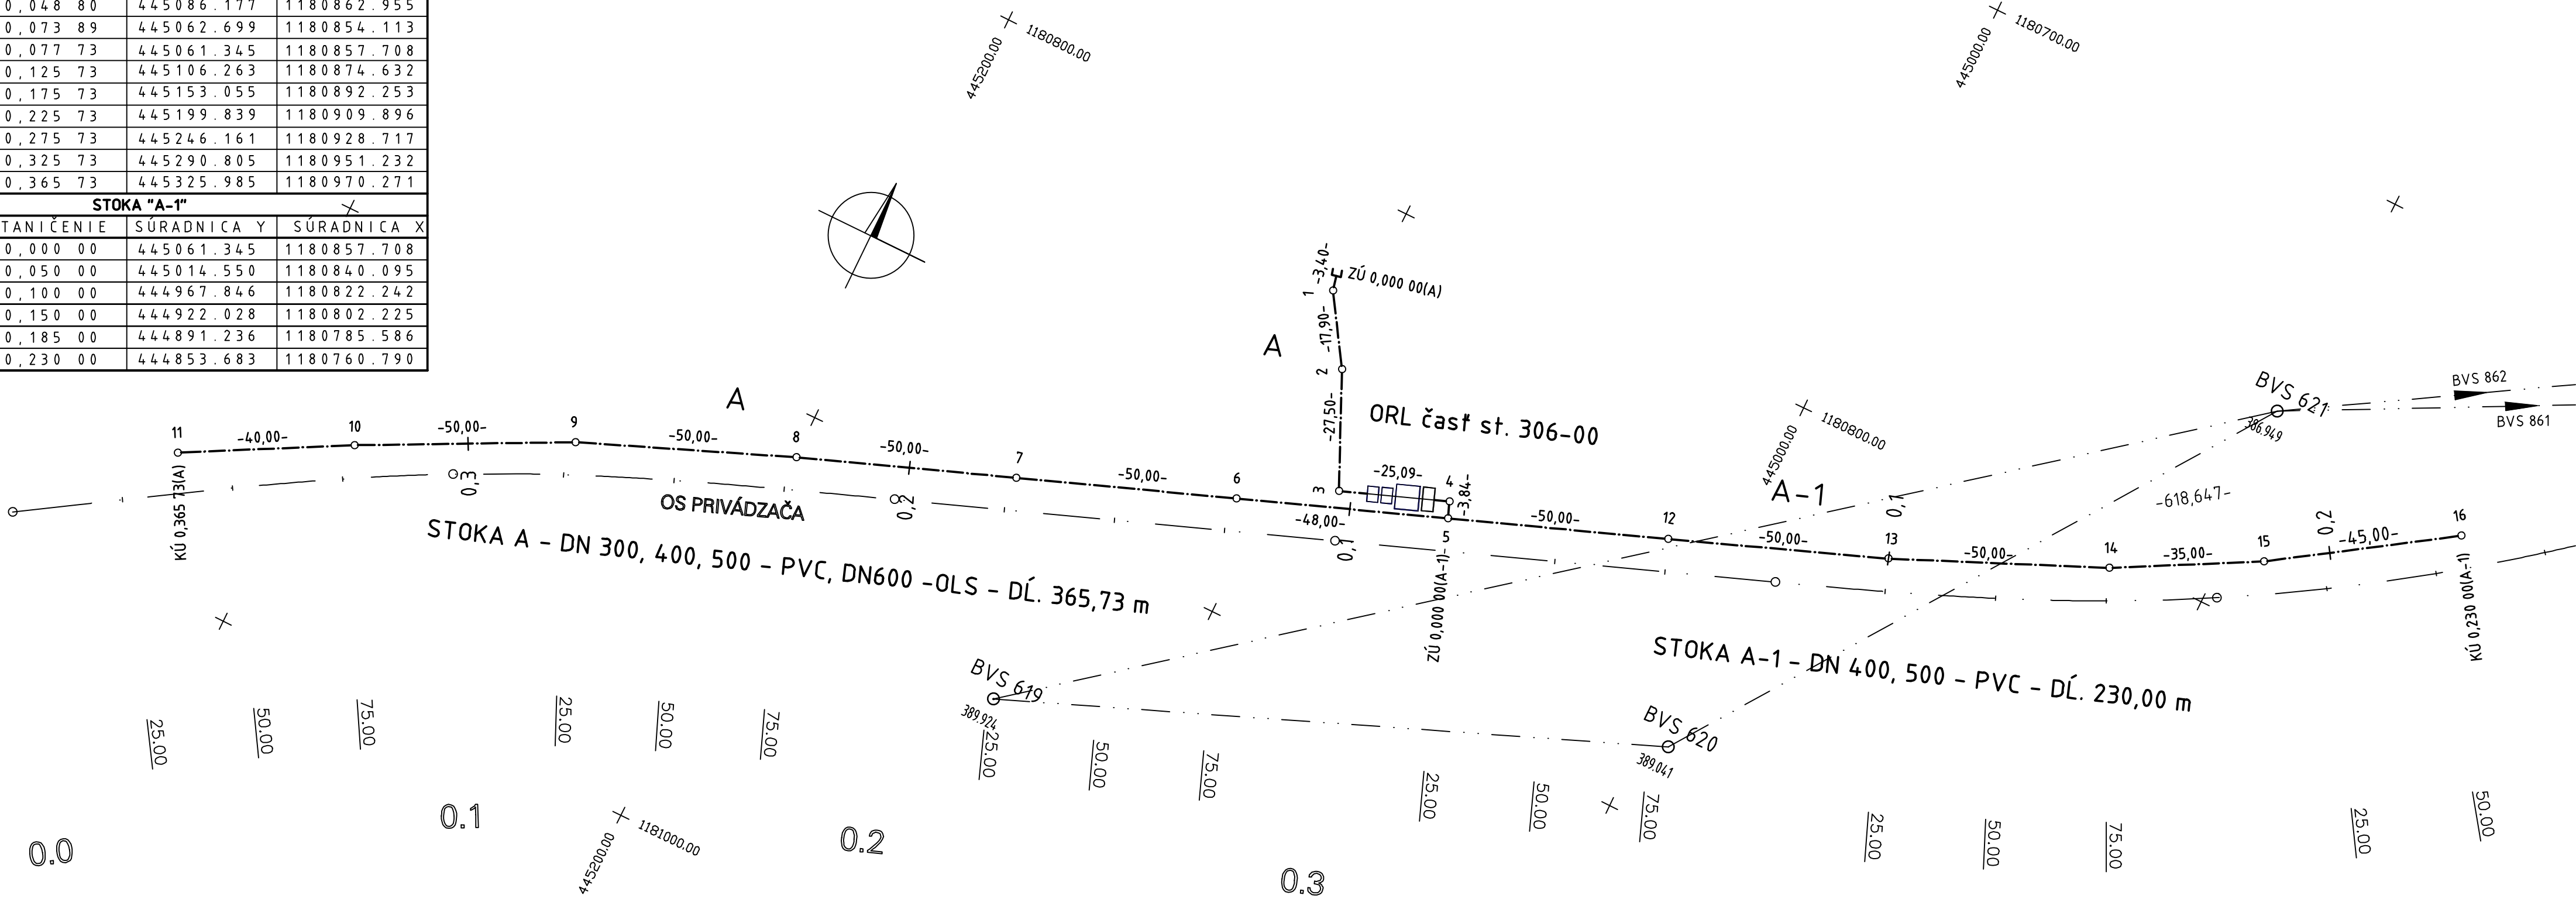 0,048 80 445086.177 1180862.955
0,073 89 445062.699 1180854.113
0,077 73 445061.345 1180857.708
0,125 73 445106.263 1180874.632
0,175 73 445153.055 1180892.253
0,225 73 445199.839 1180909.896
0,275 73 445246.161 1180928.717
0,325 73 445290.805 1180951.232
0,365 73 445325.985 1180970.271
STOKA "A-1"
TANIČENIE SÚRADNICA Y SÚRADNICA X
0,000 00 445061.345 1180857.708
0,050 00 445014.550 1180840.095
0,100 00 444967.846 1180822.242
0,150 00 444922.028 1180802.225
0,185 00 444891.236 1180785.586
0,230 00 444853.683 1180760.790
445200.00
1180800.00
445000.00
1180700.00
-3,40-
ZÚ 0,000 00(A)
1
-17,90-
A
2
-27,50-
ORL časť st. 306-00
3
-25,09-
4
-3,84-
A
11
-40,00-
10
-50,00-
9
-50,00-
8
-50,00-
7
-50,00-
6
-48,00-
5
-50,00-
12
-50,00-
13
-50,00-
14
-35,00-
15
-45,00-
16
KÚ 0,365 73(A)
0,3
0,2
0,1
OS PRIVÁDZAČA
STOKA A - DN 300, 400, 500 - PVC, DN600 -OLS - DĹ. 365,73 m
ZÚ 0,000 00(A-1)
445000.00
1180800.00
A-1
0,1
0,2
-618,647-
BVS 621
386.949
BVS 862
BVS 861
KÚ 0,230 00(A-1)
STOKA A-1 - DN 400, 500 - PVC - DĹ. 230,00 m
BVS 619
389.924
BVS 620
389.041
25.00
50.00
75.00
25.00
50.00
75.00
25.00
50.00
75.00
25.00
50.00
75.00
25.00
50.00
75.00
25.00
50.00
0.0
0.1
0.2
0.3
445200.00
1181000.00